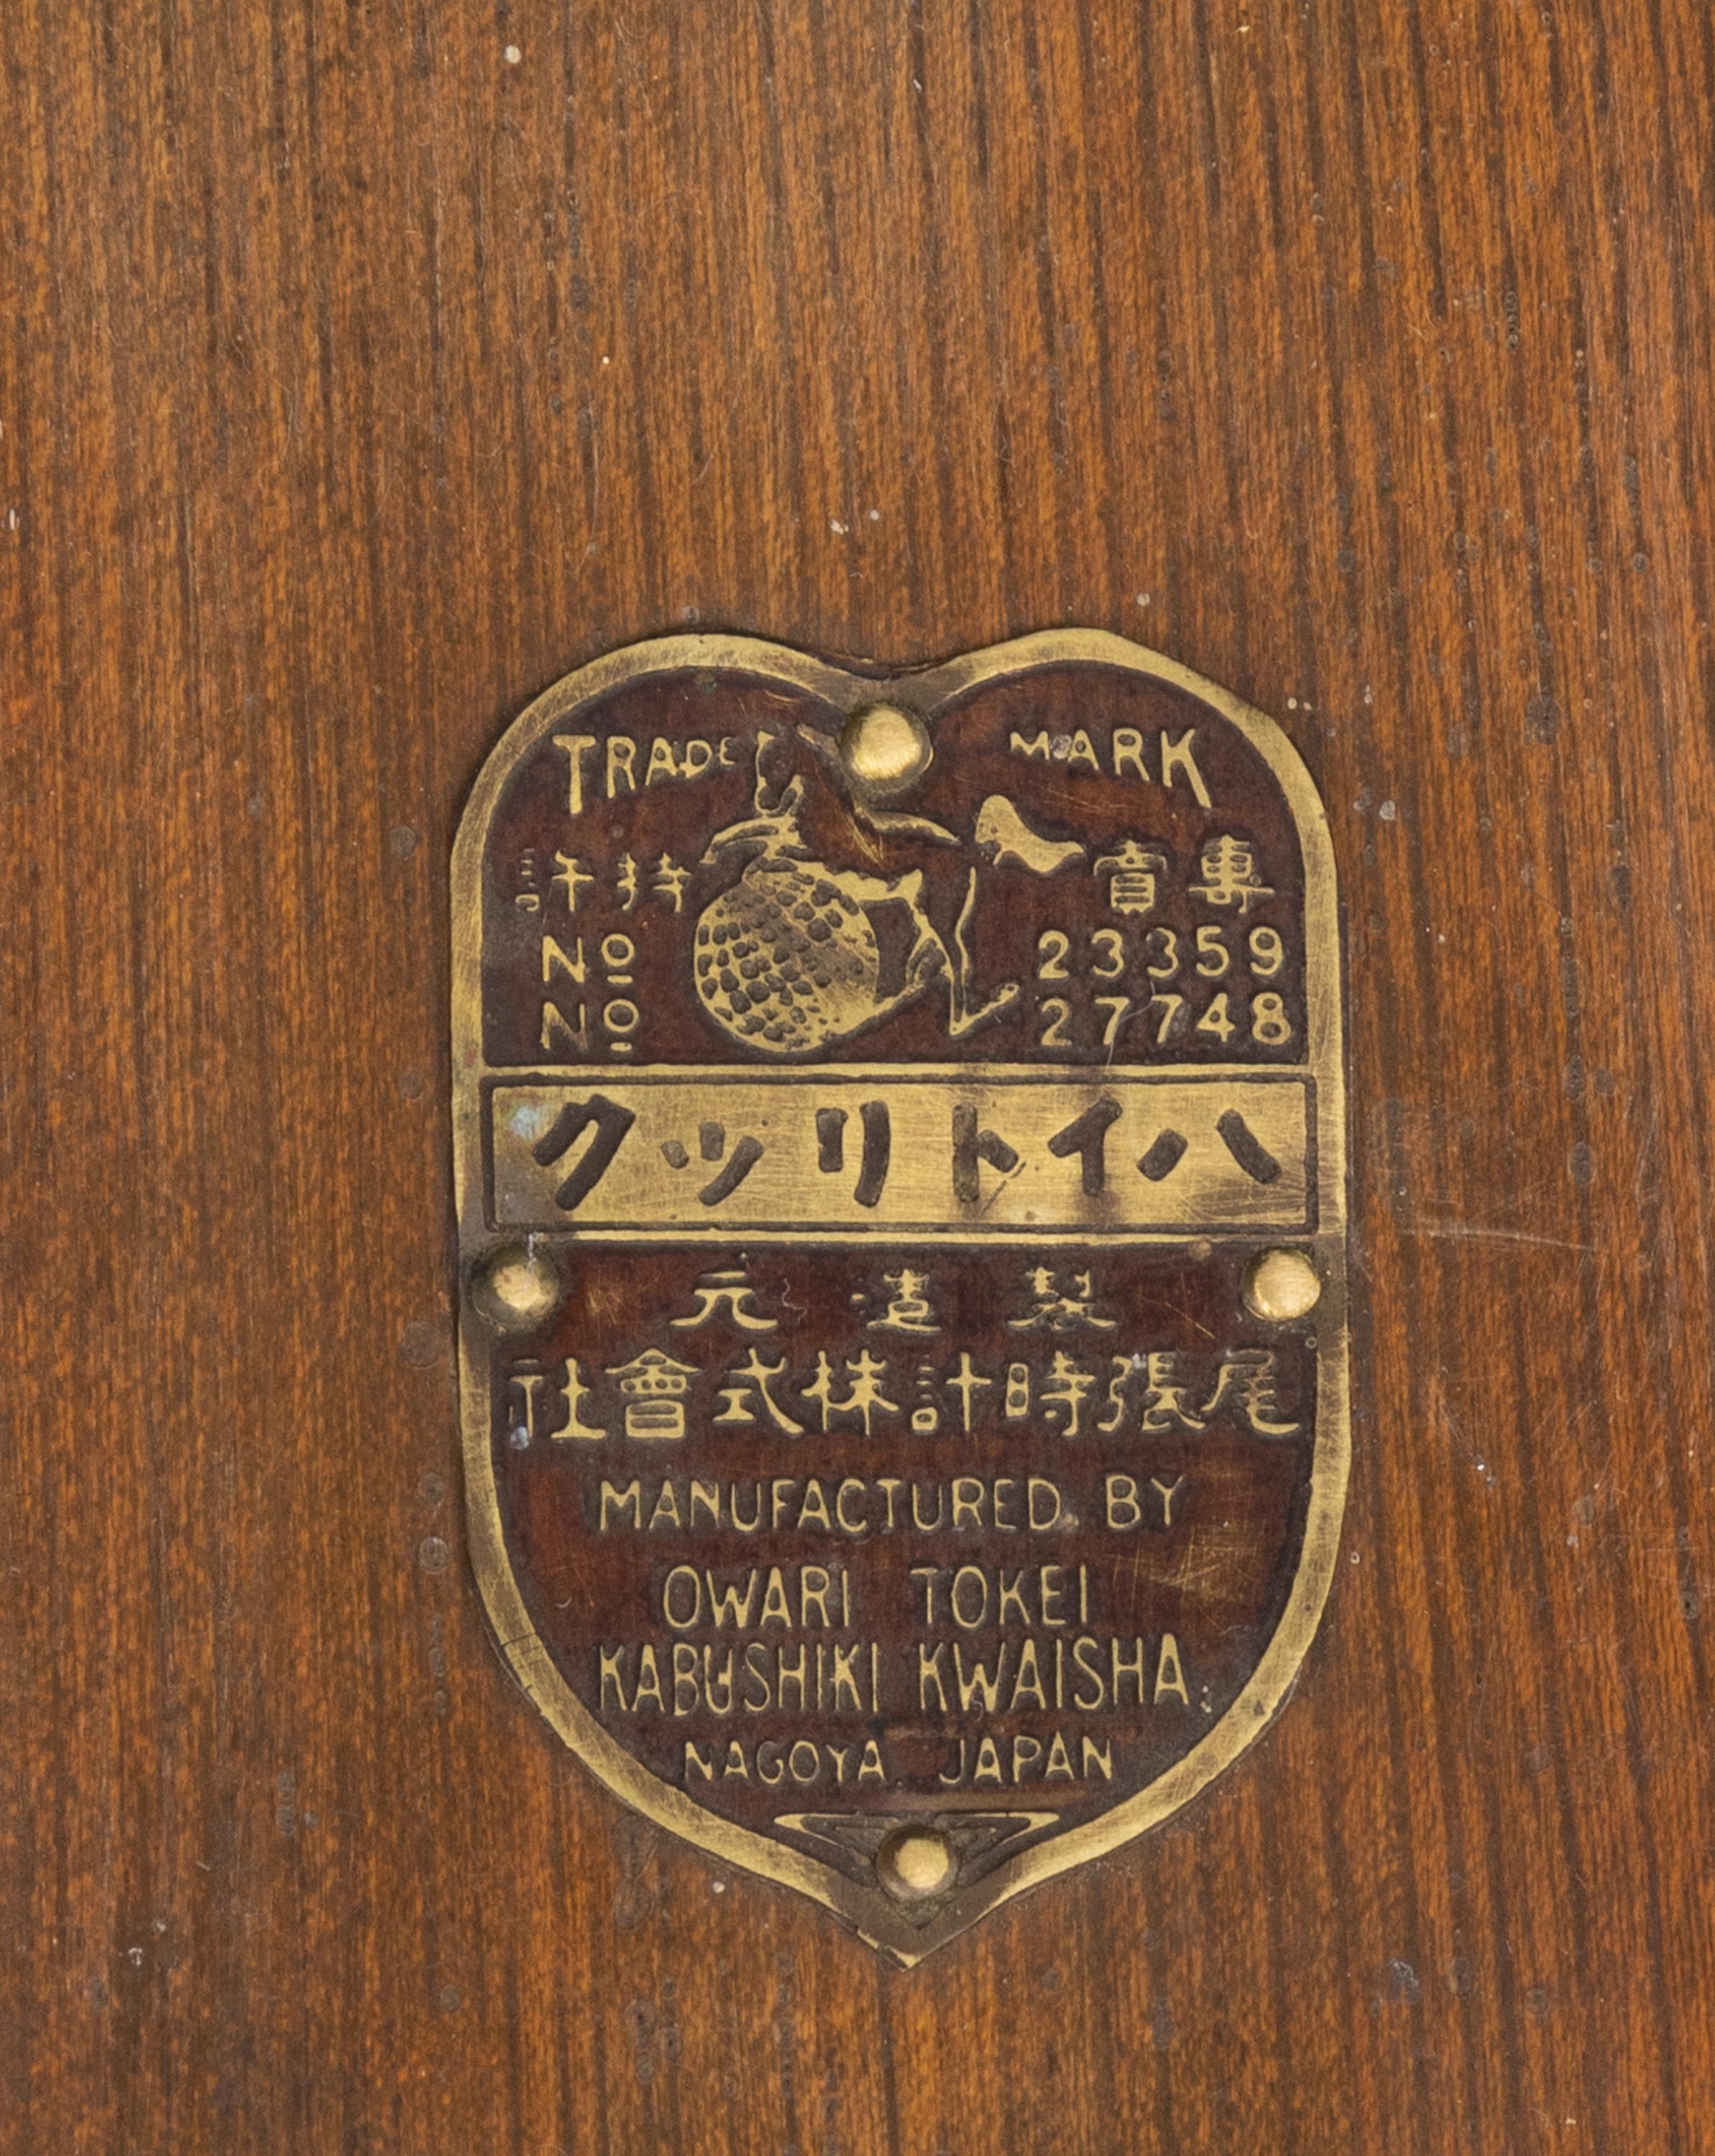 TRADE MARK
專賣特許
No 23359
No 27748
ハイトリック
製造元
尾張時計株式會社
MANUFACTURED BY
OWARI TOKEI
KABUSHIKI KWAISHA.
NAGOYA. JAPAN